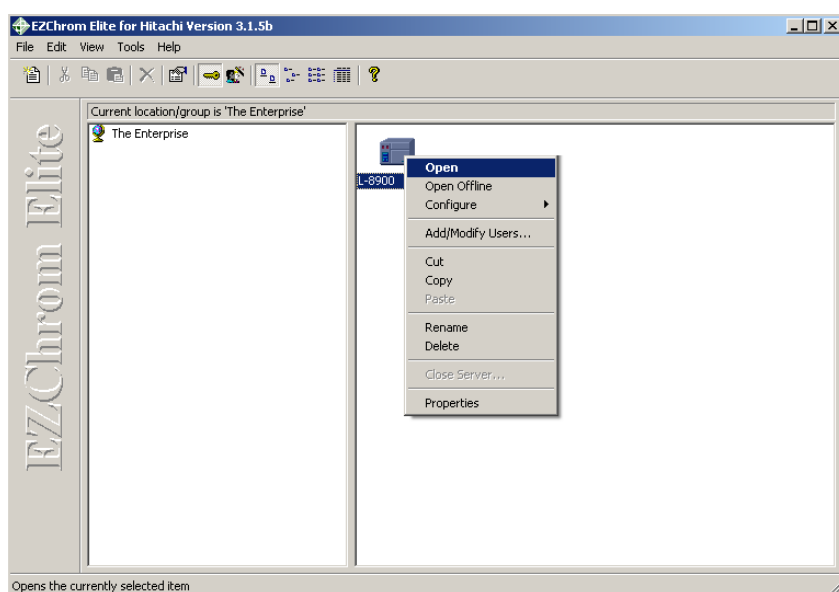 EZChrom Elite for Hitachi Version 3.1.5b
File Edit View Tools Help
Current location/group is 'The Enterprise'
The Enterprise
L-8900
Open
Open Offline
Configure
Add/Modify Users...
Cut
Copy
Paste
Rename
Delete
Close Server...
Properties
EZChrom Elite
Opens the currently selected item